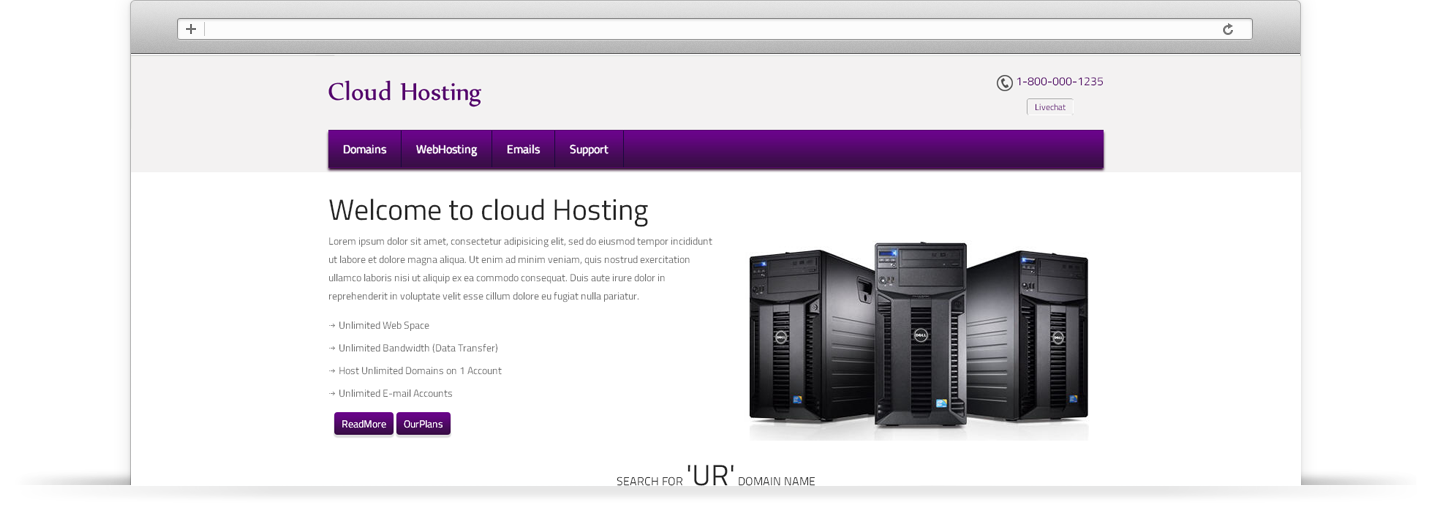 Cloud Hosting
1-800-000-1235
Livechat
Domains WebHosting Emails Support
Welcome to cloud Hosting
Lorem ipsum dolor sit amet, consectetur adipisicing elit, sed do eiusmod tempor incididunt
ut labore et dolore magna aliqua. Ut enim ad minim veniam, quis nostrud exercitation
ullamco laboris nisi ut aliquip ex ea commodo consequat. Duis aute irure dolor in
reprehenderit in voluptate velit esse cillum dolore eu fugiat nulla pariatur.
Unlimited Web Space
Unlimited Bandwidth (Data Transfer)
Host Unlimited Domains on 1 Account
Unlimited E-mail Accounts
ReadMore OurPlans
DELL DELL DELL
SEARCH FOR 'UR' DOMAIN NAME